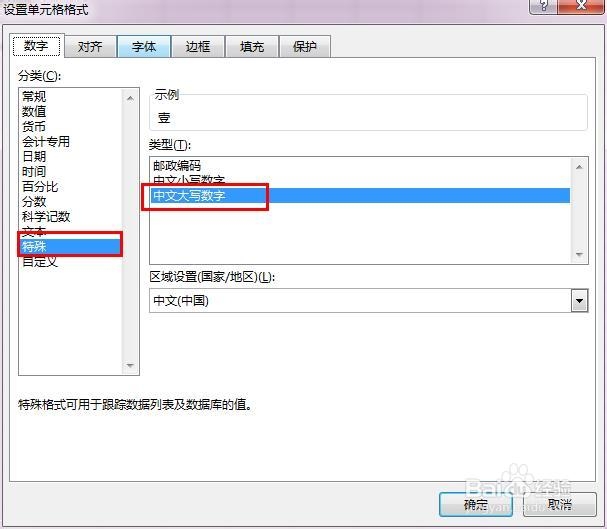 设置单元格格式
数字 对齐 字体 边框 填充 保护
分类(C):
常规
数值
货币
会计专用
日期
时间
百分比
分数
科学记数
文本
特殊
自定义
示例
壹
类型(T):
邮政编码
中文小写数字
中文大写数字
区域设置(国家/地区)(L):
中文(中国)
特殊格式可用于跟踪数据列表及数据库的值。
确定 取消
Baidu经验
jingyan.baidu.com